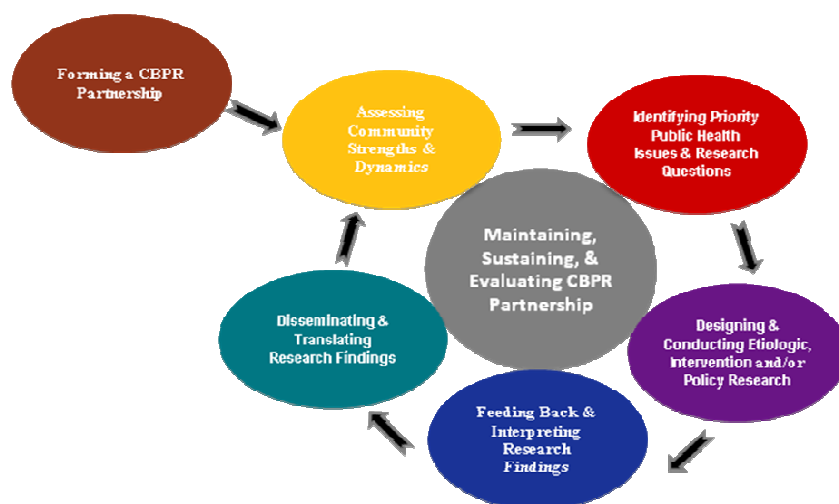 Forming a CBPR
Partnership
Assessing
Community
Strengths &
Dynamics
Identifying Priority
Public Health
Issues & Research
Questions
Maintaining,
Sustaining, &
Evaluating CBPR
Partnership
Designing &
Conducting Etiologic,
Intervention and/or
Policy Research
Feeding Back &
Interpreting
Research
Findings
Disseminating &
Translating
Research Findings